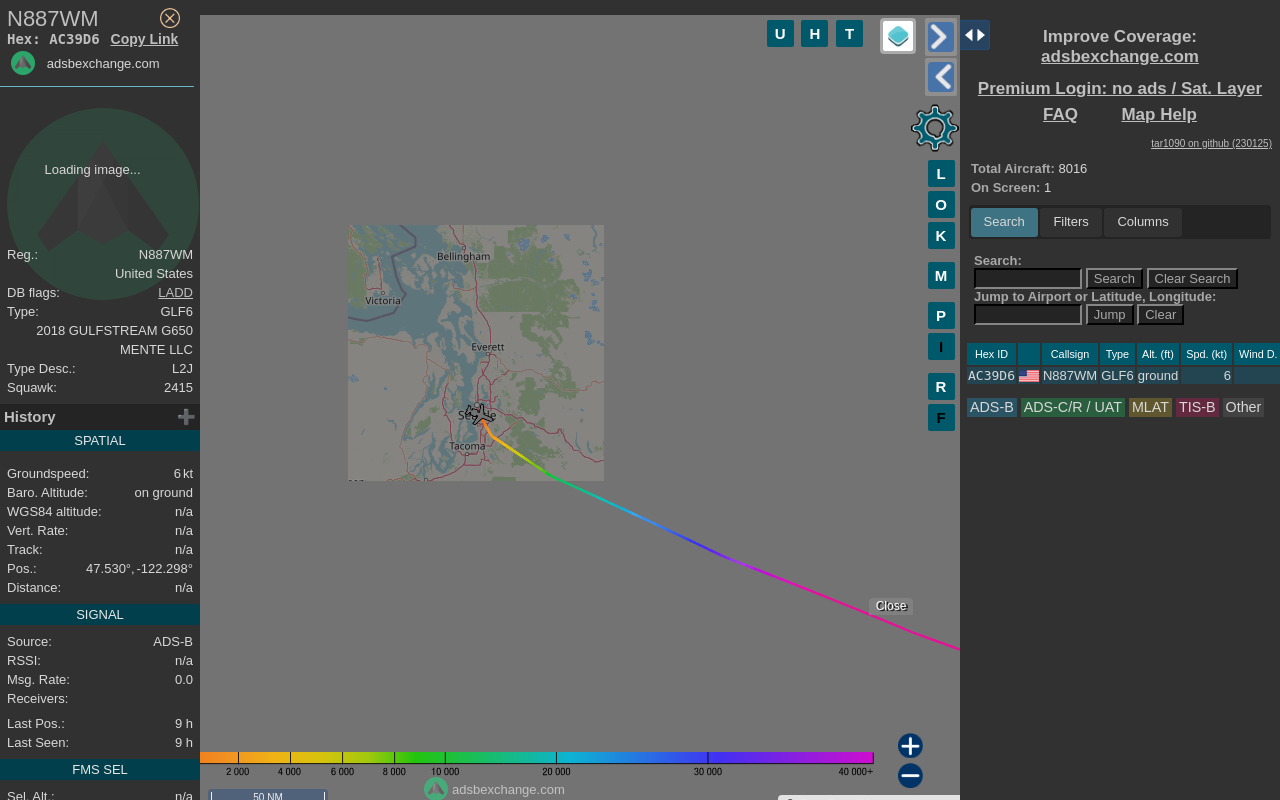 N887WM
Hex: AC39D6 Copy Link
adsbexchange.com
Loading image...
Reg.: N887WM
United States
DB flags: LADD
Type: GLF6
2018 GULFSTREAM G650
MENTE LLC
Type Desc.: L2J
Squawk: 2415
History
SPATIAL
Groundspeed: 6 kt
Baro. Altitude: on ground
WGS84 altitude: n/a
Vert. Rate: n/a
Track: n/a
Pos.: 47.530°, -122.298°
Distance: n/a
SIGNAL
Source: ADS-B
RSSI: n/a
Msg. Rate: 0.0
Receivers:
Last Pos.: 9 h
Last Seen: 9 h
FMS SEL
Sel. Alt.: n/a
U H T
L
O
K
M
P
I
R
F
Bellingham
Victoria
Everett
Tacoma
Close
2 000 4 000 6 000 8 000 10 000 20 000 30 000 40 000+
adsbexchange.com
50 NM
Improve Coverage:
adsbexchange.com
Premium Login: no ads / Sat. Layer
FAQ Map Help
tar1090 on github (230125)
Total Aircraft: 8016
On Screen: 1
Search Filters Columns
Search:
Search Clear Search
Jump to Airport or Latitude, Longitude:
Jump Clear
Hex ID Callsign Type Alt. (ft) Spd. (kt) Wind D.
AC39D6 N887WM GLF6 ground 6
ADS-B ADS-C/R / UAT MLAT TIS-B Other